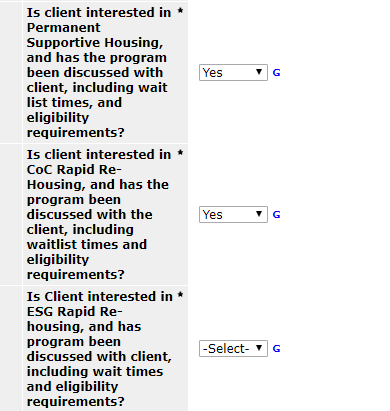 Is client interested in *
Permanent
Supportive Housing,
and has the program
been discussed with
client, including wait
list times, and
eligibility
requirements?
Yes G
Is client interested in *
CoC Rapid Re-
Housing, and has the
program been
discussed with the
client, including
waitlist times and
eligibility
requirements?
Yes G
Is Client interested in *
ESG Rapid Re-
housing, and has
program been
discussed with client,
including wait times
and eligibility
requirements?
-Select- G